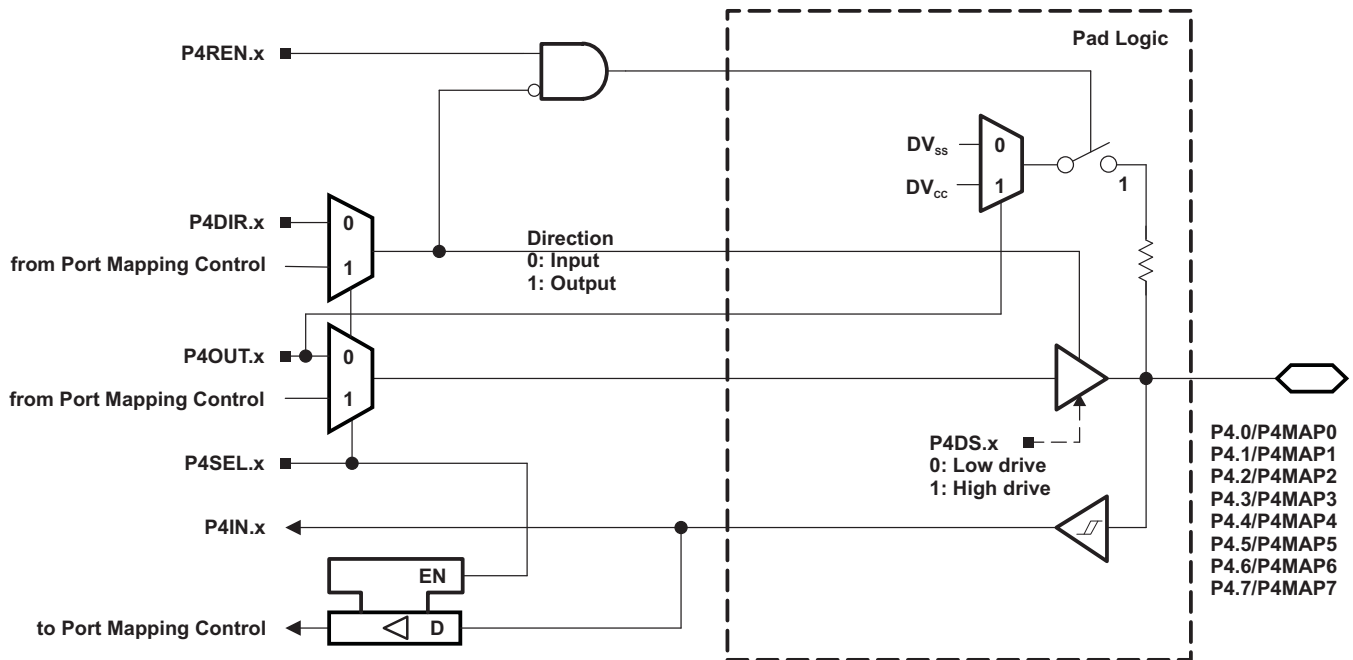 Pad Logic
P4REN.x
DVSS
0
DVCC
1
1
P4DIR.x
0
from Port Mapping Control
1
Direction
0: Input
1: Output
P4OUT.x
0
from Port Mapping Control
1
P4DS.x
0: Low drive
1: High drive
P4SEL.x
P4IN.x
EN
D
to Port Mapping Control
P4.0/P4MAP0
P4.1/P4MAP1
P4.2/P4MAP2
P4.3/P4MAP3
P4.4/P4MAP4
P4.5/P4MAP5
P4.6/P4MAP6
P4.7/P4MAP7